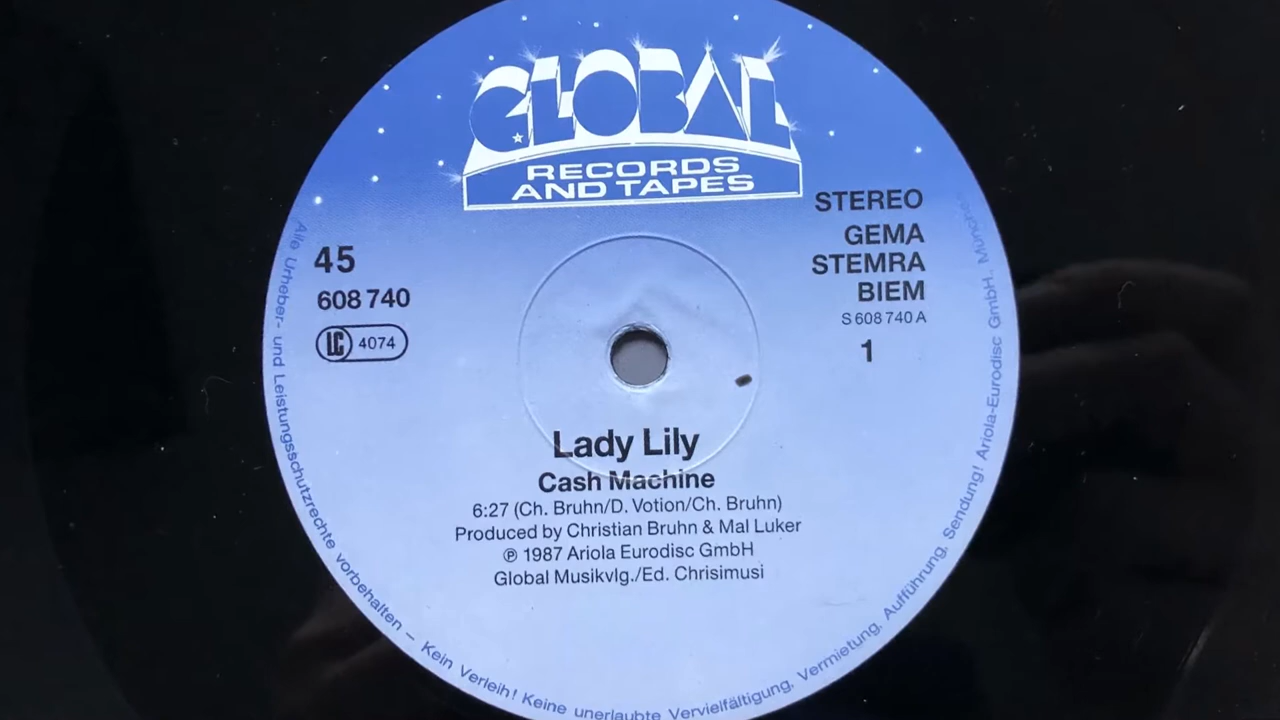 GLOBAL
RECORDS
AND TAPES
STEREO
GEMA
STEMRA
BIEM
S 608 740 A
1
45
608 740
LC 4074
Lady Lily
Cash Machine
6:27 (Ch. Bruhn/D. Votion/Ch. Bruhn)
Produced by Christian Bruhn & Mal Luker
℗ 1987 Ariola Eurodisc GmbH
Global Musikvlg./Ed. Chrisimusi
Alle Urheber- und Leistungsschutzrechte vorbehalten – Kein Verleih! Keine unerlaubte Vervielfältigung, Vermietung, Aufführung, Sendung! Ariola-Eurodisc GmbH., München